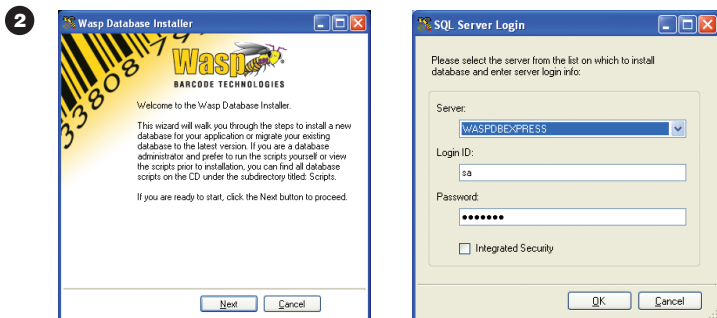 2
Wasp Database Installer
33808 7
Wasp
BARCODE TECHNOLOGIES
Welcome to the Wasp Database Installer.
This wizard will walk you through the steps to install a new
database for your application or migrate your existing
database to the latest version. If you are a database
administrator and prefer to run the scripts yourself or view
the scripts prior to installation, you can find all database
scripts on the CD under the subdirectory titled: Scripts.
If you are ready to start, click the Next button to proceed.
Next Cancel
SQL Server Login
Please select the server from the list on which to install
database and enter server login info:
Server:
WASPDBEXPRESS
Login ID:
sa
Password:
•••••••
Integrated Security
OK Cancel